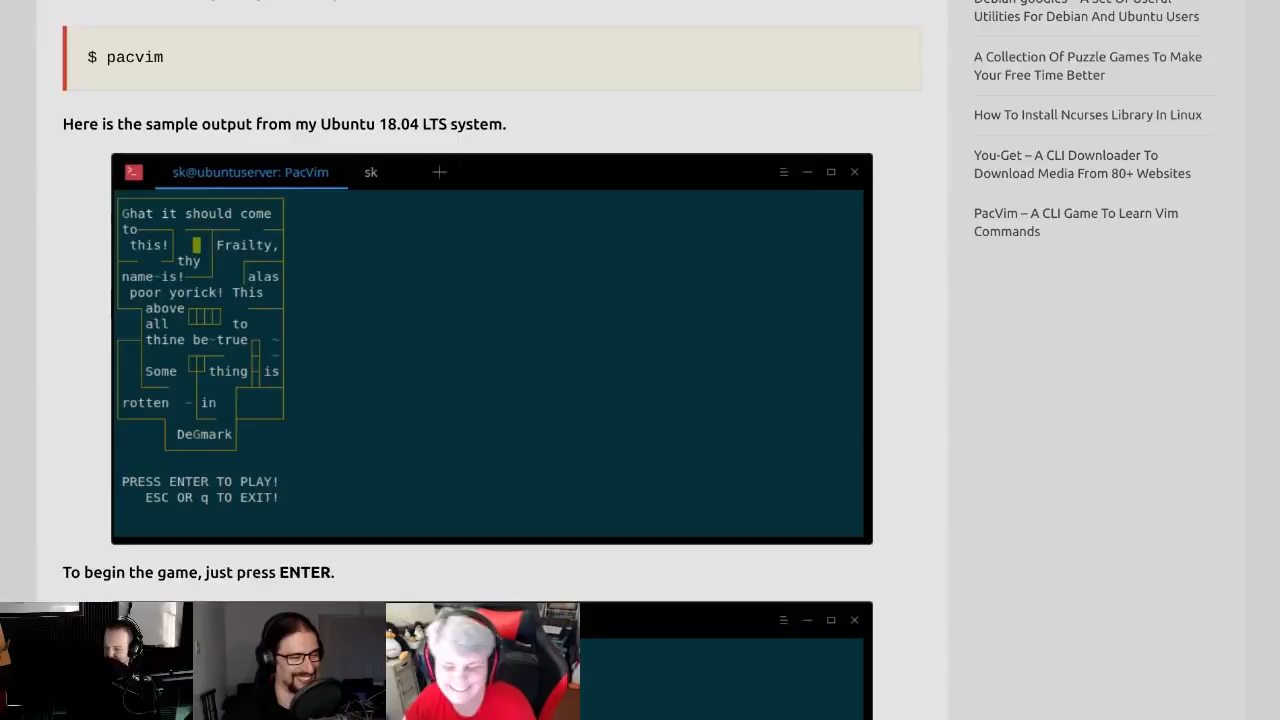 $ pacvim
Here is the sample output from my Ubuntu 18.04 LTS system.
sk@ubuntuserver: PacVim
sk
Ghat it should come
to
this! Frailty,
thy
name is! alas
poor yorick! This
above
all to
thine be true ~
~
Some thing is
rotten ~ in
DeGmark
PRESS ENTER TO PLAY!
ESC OR q TO EXIT!
To begin the game, just press ENTER.
Utilities For Debian And Ubuntu Users
A Collection Of Puzzle Games To Make
Your Free Time Better
How To Install Ncurses Library In Linux
You-Get – A CLI Downloader To
Download Media From 80+ Websites
PacVim – A CLI Game To Learn Vim
Commands